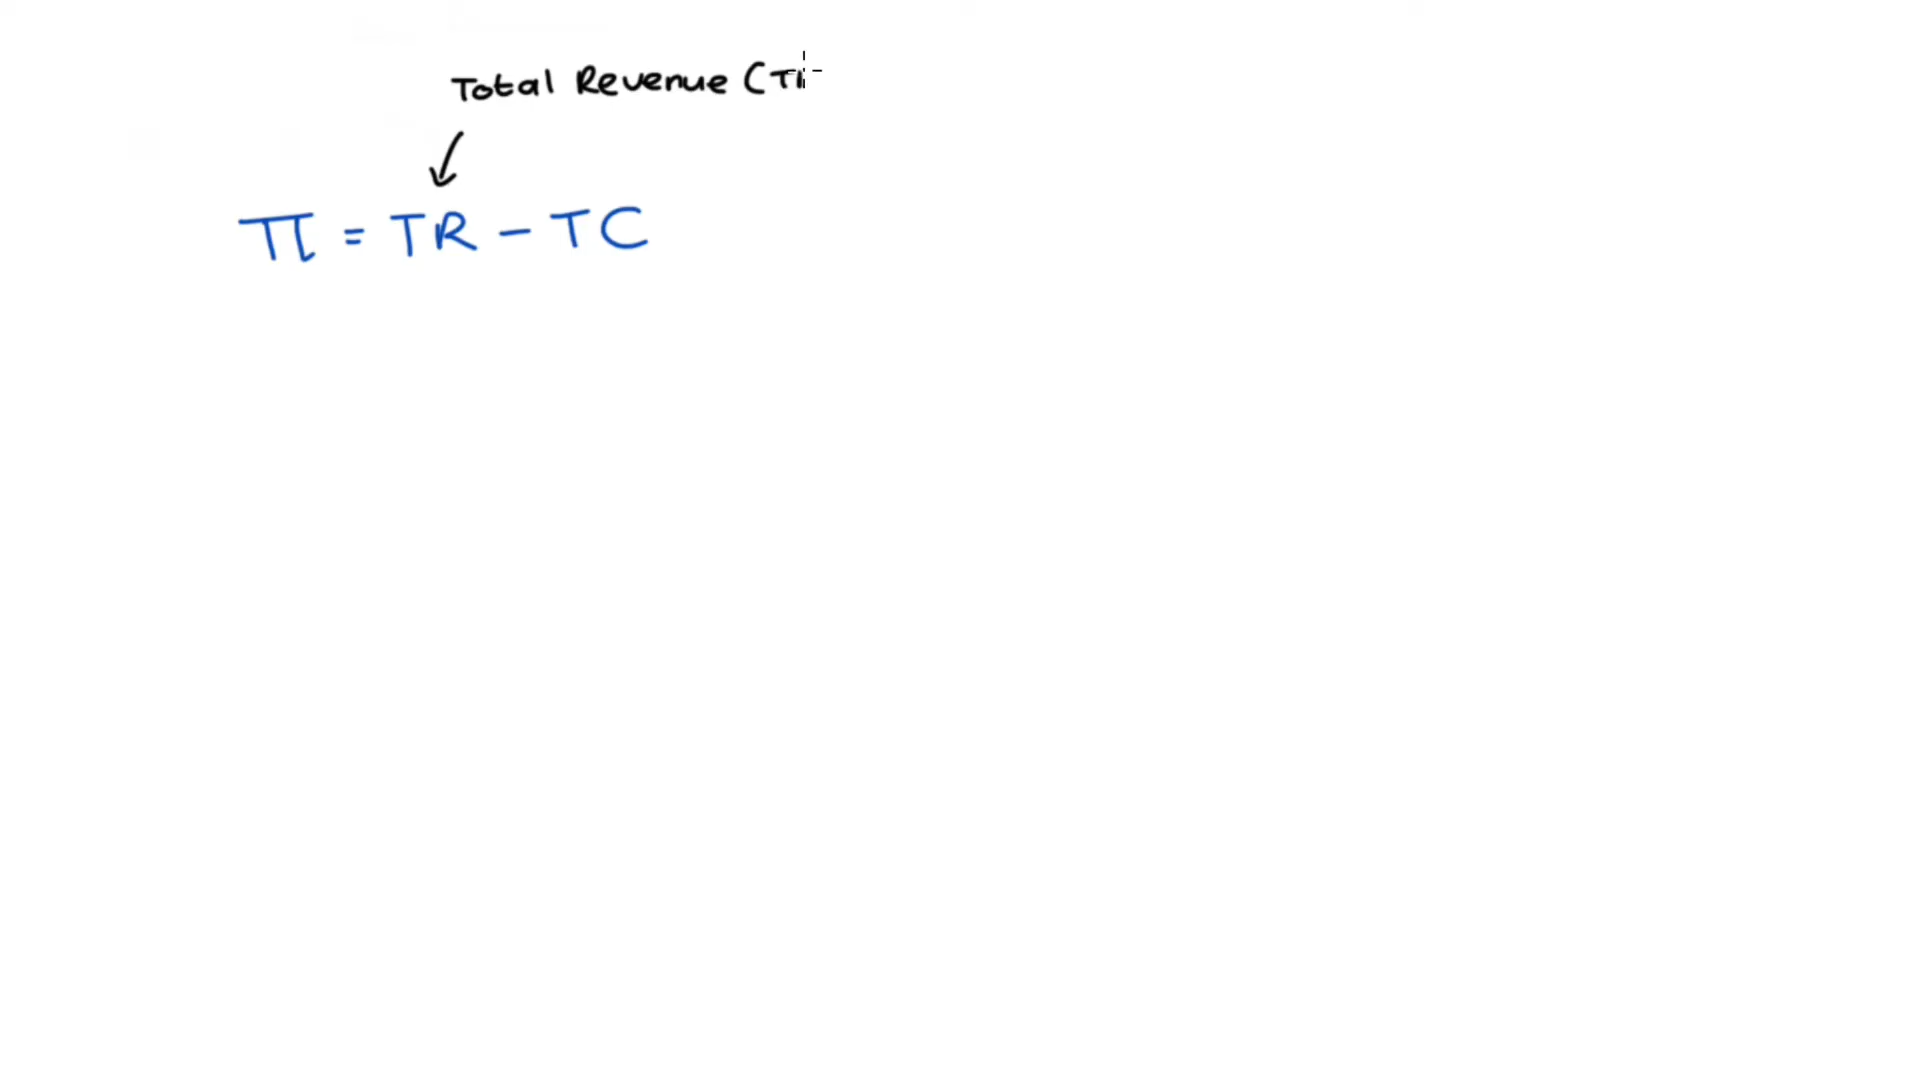 Total Revenue (T
π = TR - TC